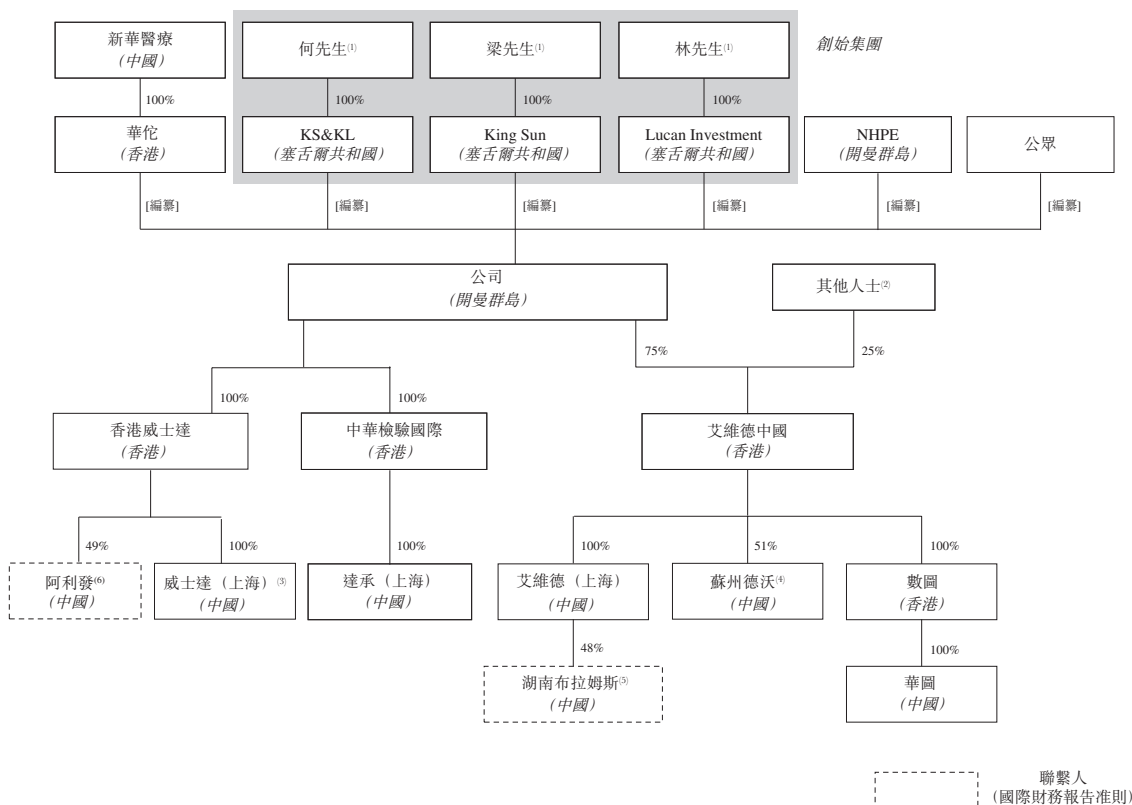 新華醫療
（中國）
何先生(1)
梁先生(1)
林先生(1)
創始集團
100%
100%
100%
100%
華佗
（香港）
KS&KL
（塞舌爾共和國）
King Sun
（塞舌爾共和國）
Lucan Investment
（塞舌爾共和國）
NHPE
（開曼群島）
公眾
[編纂]
[編纂]
[編纂]
[編纂]
[編纂]
[編纂]
公司
（開曼群島）
其他人士(2)
75%
25%
100%
100%
香港威士達
（香港）
中華檢驗國際
（香港）
艾維德中國
（香港）
49%
100%
100%
100%
51%
100%
阿利發(6)
（中國）
威士達（上海）(3)
（中國）
達承（上海）
（中國）
艾維德（上海）
（中國）
蘇州德沃(4)
（中國）
數圖
（香港）
48%
100%
湖南布拉姆斯(5)
（中國）
華圖
（中國）
聯繫人
（國際財務報告准則）